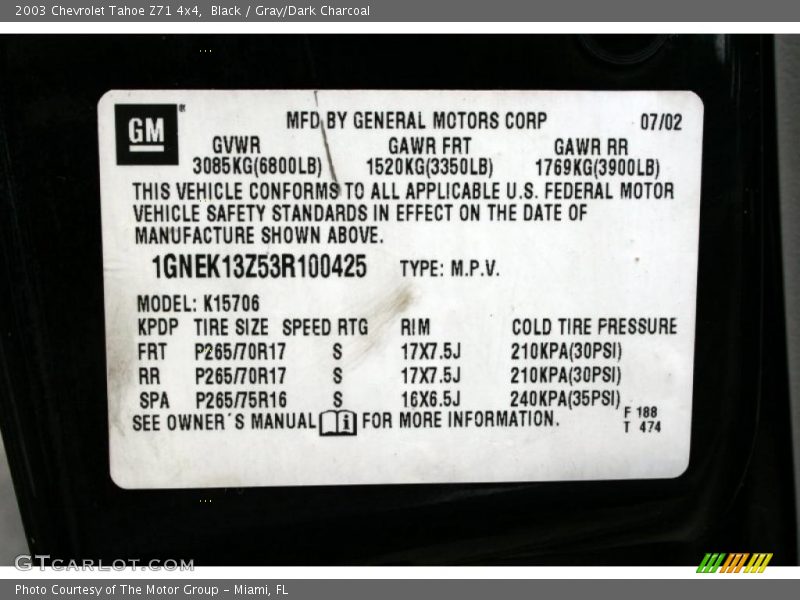 2003 Chevrolet Tahoe Z71 4x4, Black / Gray/Dark Charcoal
GM® MFD BY GENERAL MOTORS CORP 07/02
GVWR GAWR FRT GAWR RR
3085KG(6800LB) 1520KG(3350LB) 1769KG(3900LB)
THIS VEHICLE CONFORMS TO ALL APPLICABLE U.S. FEDERAL MOTOR
VEHICLE SAFETY STANDARDS IN EFFECT ON THE DATE OF
MANUFACTURE SHOWN ABOVE.
1GNEK13Z53R100425 TYPE: M.P.V.
MODEL: K15706
KPDP TIRE SIZE SPEED RTG RIM COLD TIRE PRESSURE
FRT P265/70R17 S 17X7.5J 210KPA(30PSI)
RR P265/70R17 S 17X7.5J 210KPA(30PSI)
SPA P265/75R16 S 16X6.5J 240KPA(35PSI)
SEE OWNER´S MANUAL i FOR MORE INFORMATION.
F 188
T 474
GTCARLOT.COM
Photo Courtesy of The Motor Group - Miami, FL